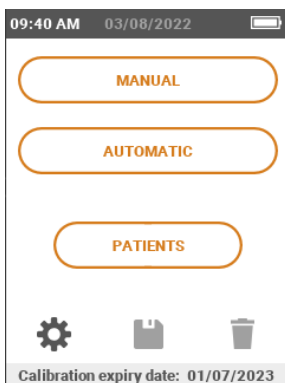 09:40 AM 03/08/2022
MANUAL
AUTOMATIC
PATIENTS
Calibration expiry date: 01/07/2023